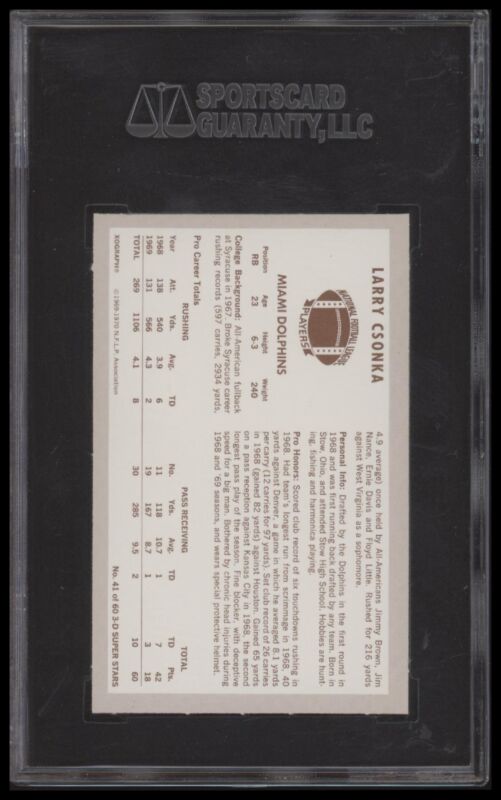 SPORTSCARD
GUARANTY, LLC
LARRY CSONKA
NATIONAL FOOTBALL LEAGUE
PLAYERS
MIAMI DOLPHINS
Position Age Height Weight
RB 23 6-3 240
College Background: All-American fullback
at Syracuse in 1967. Broke Syracuse career
rushing records (597 carries, 2934 yards,
4.9 average) once held by All-Americans Jimmy Brown, Jim
Nance, Ernie Davis and Floyd Little. Rushed for 216 yards
against West Virginia as a sophomore.
Personal Info: Drafted by the Dolphins in the first round in
1968 and was first running back drafted by any team. Born in
Stow, Ohio, and attended Stow High School. Hobbies are hunt-
ing, fishing and harmonica playing.
Pro Honors: Scored club record of six touchdowns rushing in
1968. Had team's longest run from scrimmage in 1968, 40
yards against Denver, a game in which he averaged 8.1 yards
per carry (12 carries for 97 yards). Set club record of 26 carries
in 1968 (gained 82 yards) against Houston. Gained 65 yards
on a pass reception against Kansas City in 1968, the second
longest pass play of the season. Fine blocker, with deceptive
speed for a big man. Bothered by chronic head injuries during
1968 and '69 seasons, and wears special protective helmet.
Pro Career Totals
RUSHING PASS RECEIVING TOTAL
Year Att. Yds. Avg. TD No. Yds. Avg. TD TD Pts.
1968 138 540 3.9 6 11 118 10.7 1 7 42
1969 131 566 4.3 2 19 167 8.7 1 3 18
TOTAL 269 1106 4.1 8 30 285 9.5 2 10 60
XOGRAPH® © 1969-1970 N.F.L.P. Association No. 41 of 60 3-D SUPER STARS